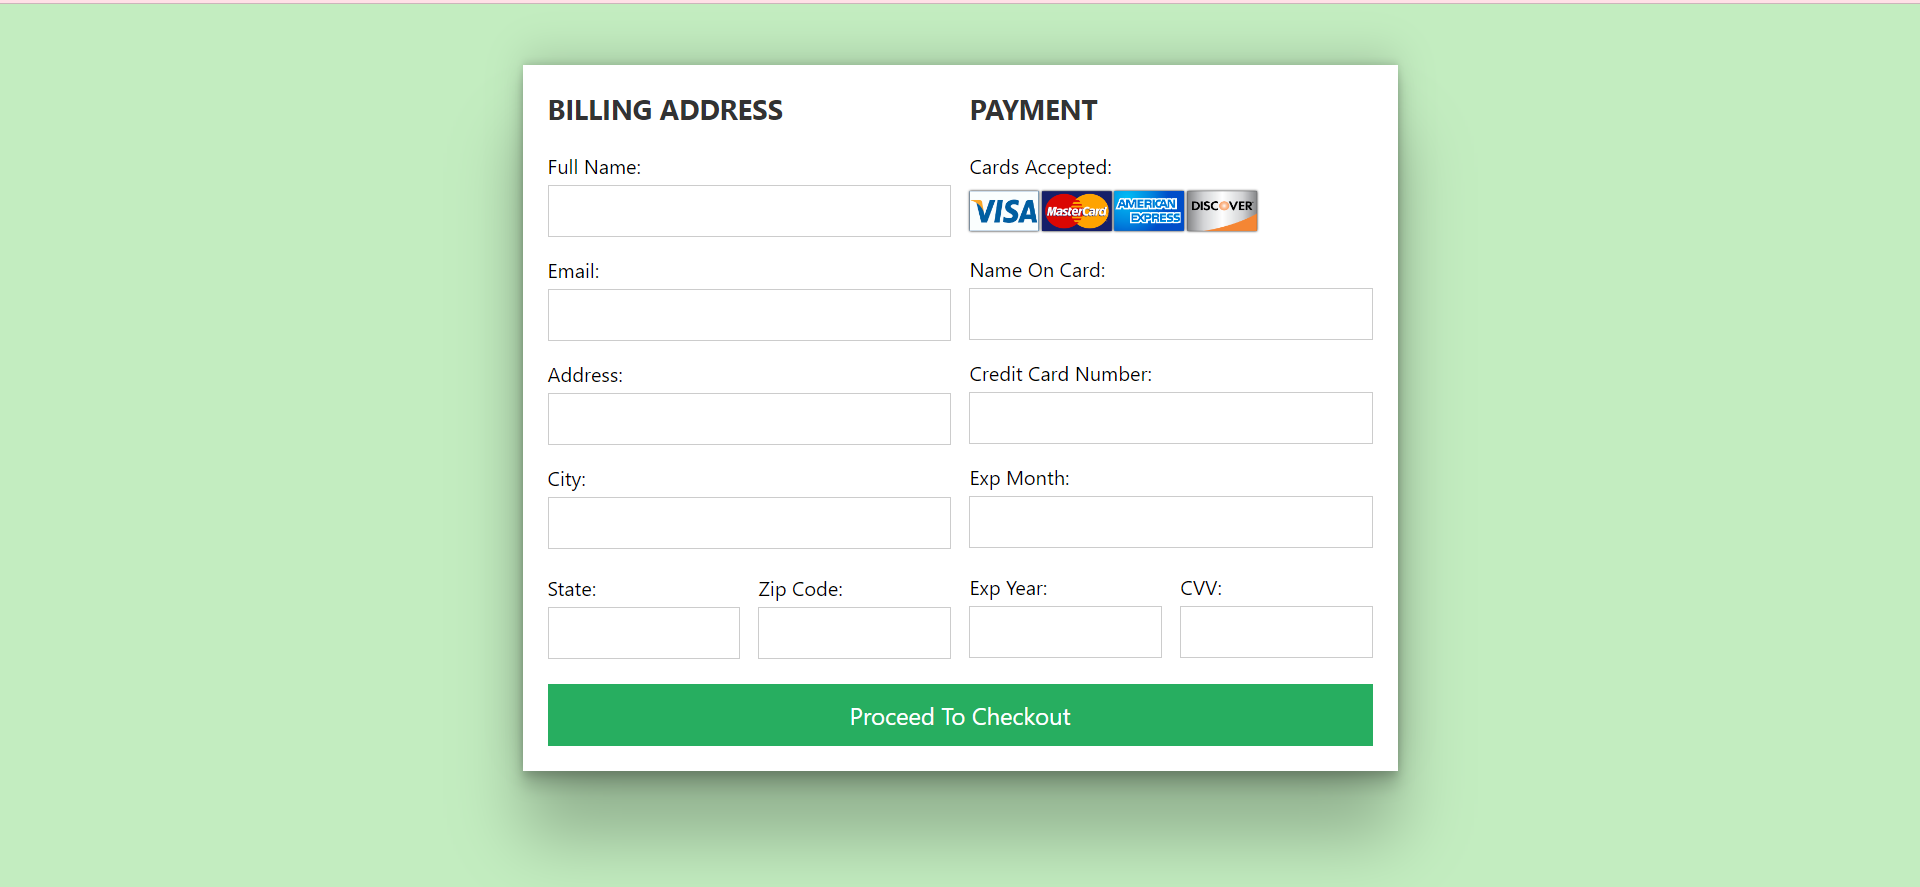 BILLING ADDRESS
Full Name:
Email:
Address:
City:
State: Zip Code:
PAYMENT
Cards Accepted:
VISA MasterCard AMERICAN EXPRESS DISCOVER
Name On Card:
Credit Card Number:
Exp Month:
Exp Year: CVV:
Proceed To Checkout